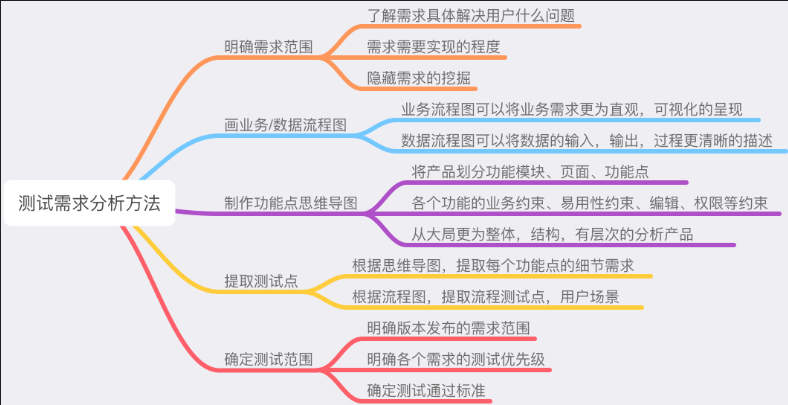 测试需求分析方法
明确需求范围
了解需求具体解决用户什么问题
需求需要实现的程度
隐藏需求的挖掘
画业务/数据流程图
业务流程图可以将业务需求更为直观，可视化的呈现
数据流程图可以将数据的输入，输出，过程更清晰的描述
制作功能点思维导图
将产品划分功能模块、页面、功能点
各个功能的业务约束、易用性约束、编辑、权限等约束
从大局更为整体，结构，有层次的分析产品
提取测试点
根据思维导图，提取每个功能点的细节需求
根据流程图，提取流程测试点，用户场景
确定测试范围
明确版本发布的需求范围
明确各个需求的测试优先级
确定测试通过标准